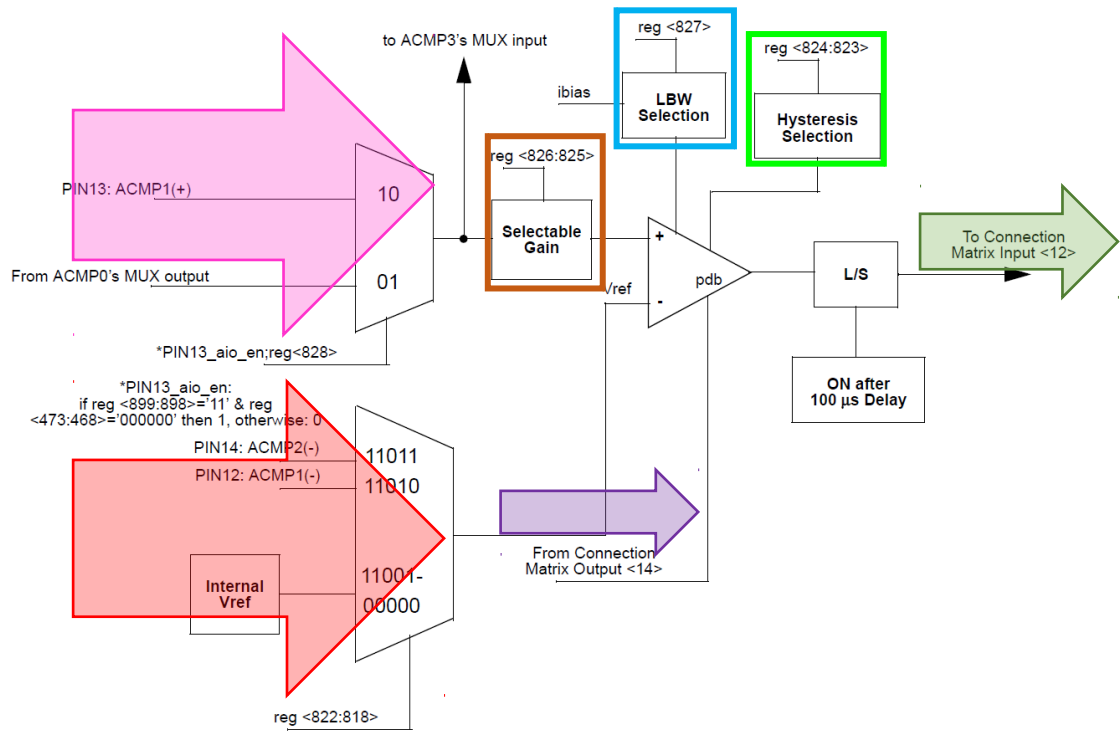 reg <827>
to ACMP3's MUX input
reg <824:823>
ibias
LBW
Selection
Hysteresis
Selection
reg <826:825>
PIN13: ACMP1(+)
10
Selectable
Gain
+
To Connection
Matrix Input <12>
From ACMP0's MUX output
01
Vref
-
pdb
L/S
*PIN13_aio_en;reg<828>
ON after
100 µs Delay
*PIN13_aio_en:
if reg <899:898>='11' & reg
<473:468>='000000' then 1, otherwise: 0
PIN14: ACMP2(-)
11011
PIN12: ACMP1(-)
11010
From Connection
Matrix Output <14>
Internal
Vref
11001-
00000
reg <822:818>